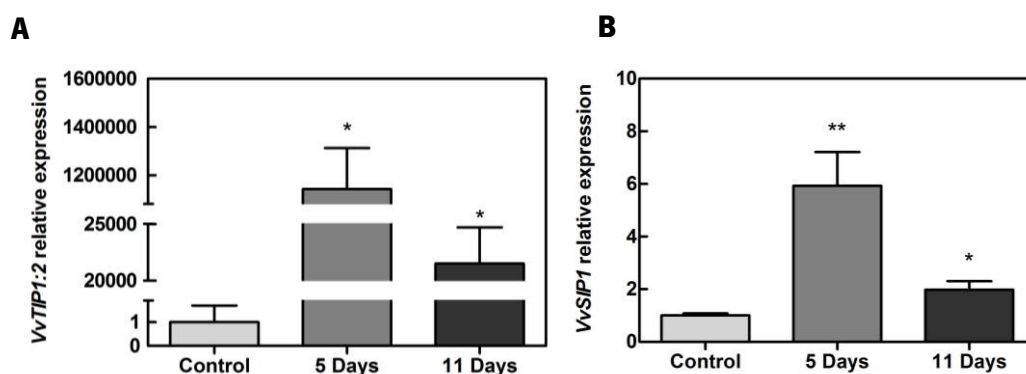 A
VvTIP1:2 relative expression
1600000
1400000
1200000
25000
20000
1
0
*
*
Control
5 Days
11 Days
B
VvSIP1 relative expression
10
8
6
4
2
0
**
*
Control
5 Days
11 Days